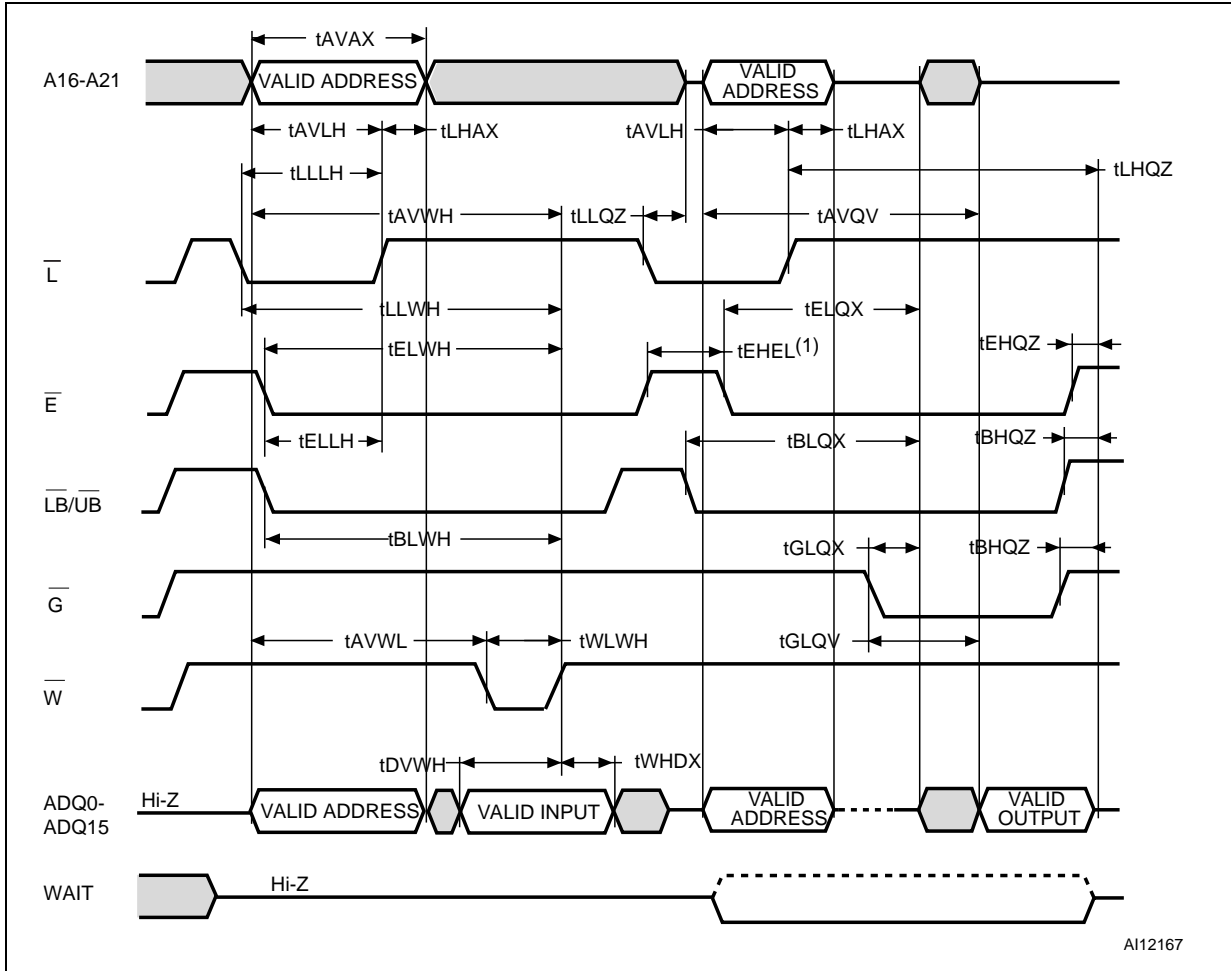 tAVAX
A16-A21
VALID ADDRESS
VALID
ADDRESS
tAVLH
tLHAX
tAVLH
tLHAX
tLLLH
tLHQZ
tAVWH
tLLQZ
tAVQV
L
tLLWH
tELQX
tELWH
tEHEL(1)
tEHQZ
E
tELLH
tBLQX
tBHQZ
LB/UB
tBLWH
tGLQX
tBHQZ
G
tAVWL
tWLWH
tGLQV
W
tDVWH
tWHDX
ADQ0-
ADQ15
Hi-Z
VALID ADDRESS
VALID INPUT
VALID
ADDRESS
VALID
OUTPUT
WAIT
Hi-Z
AI12167